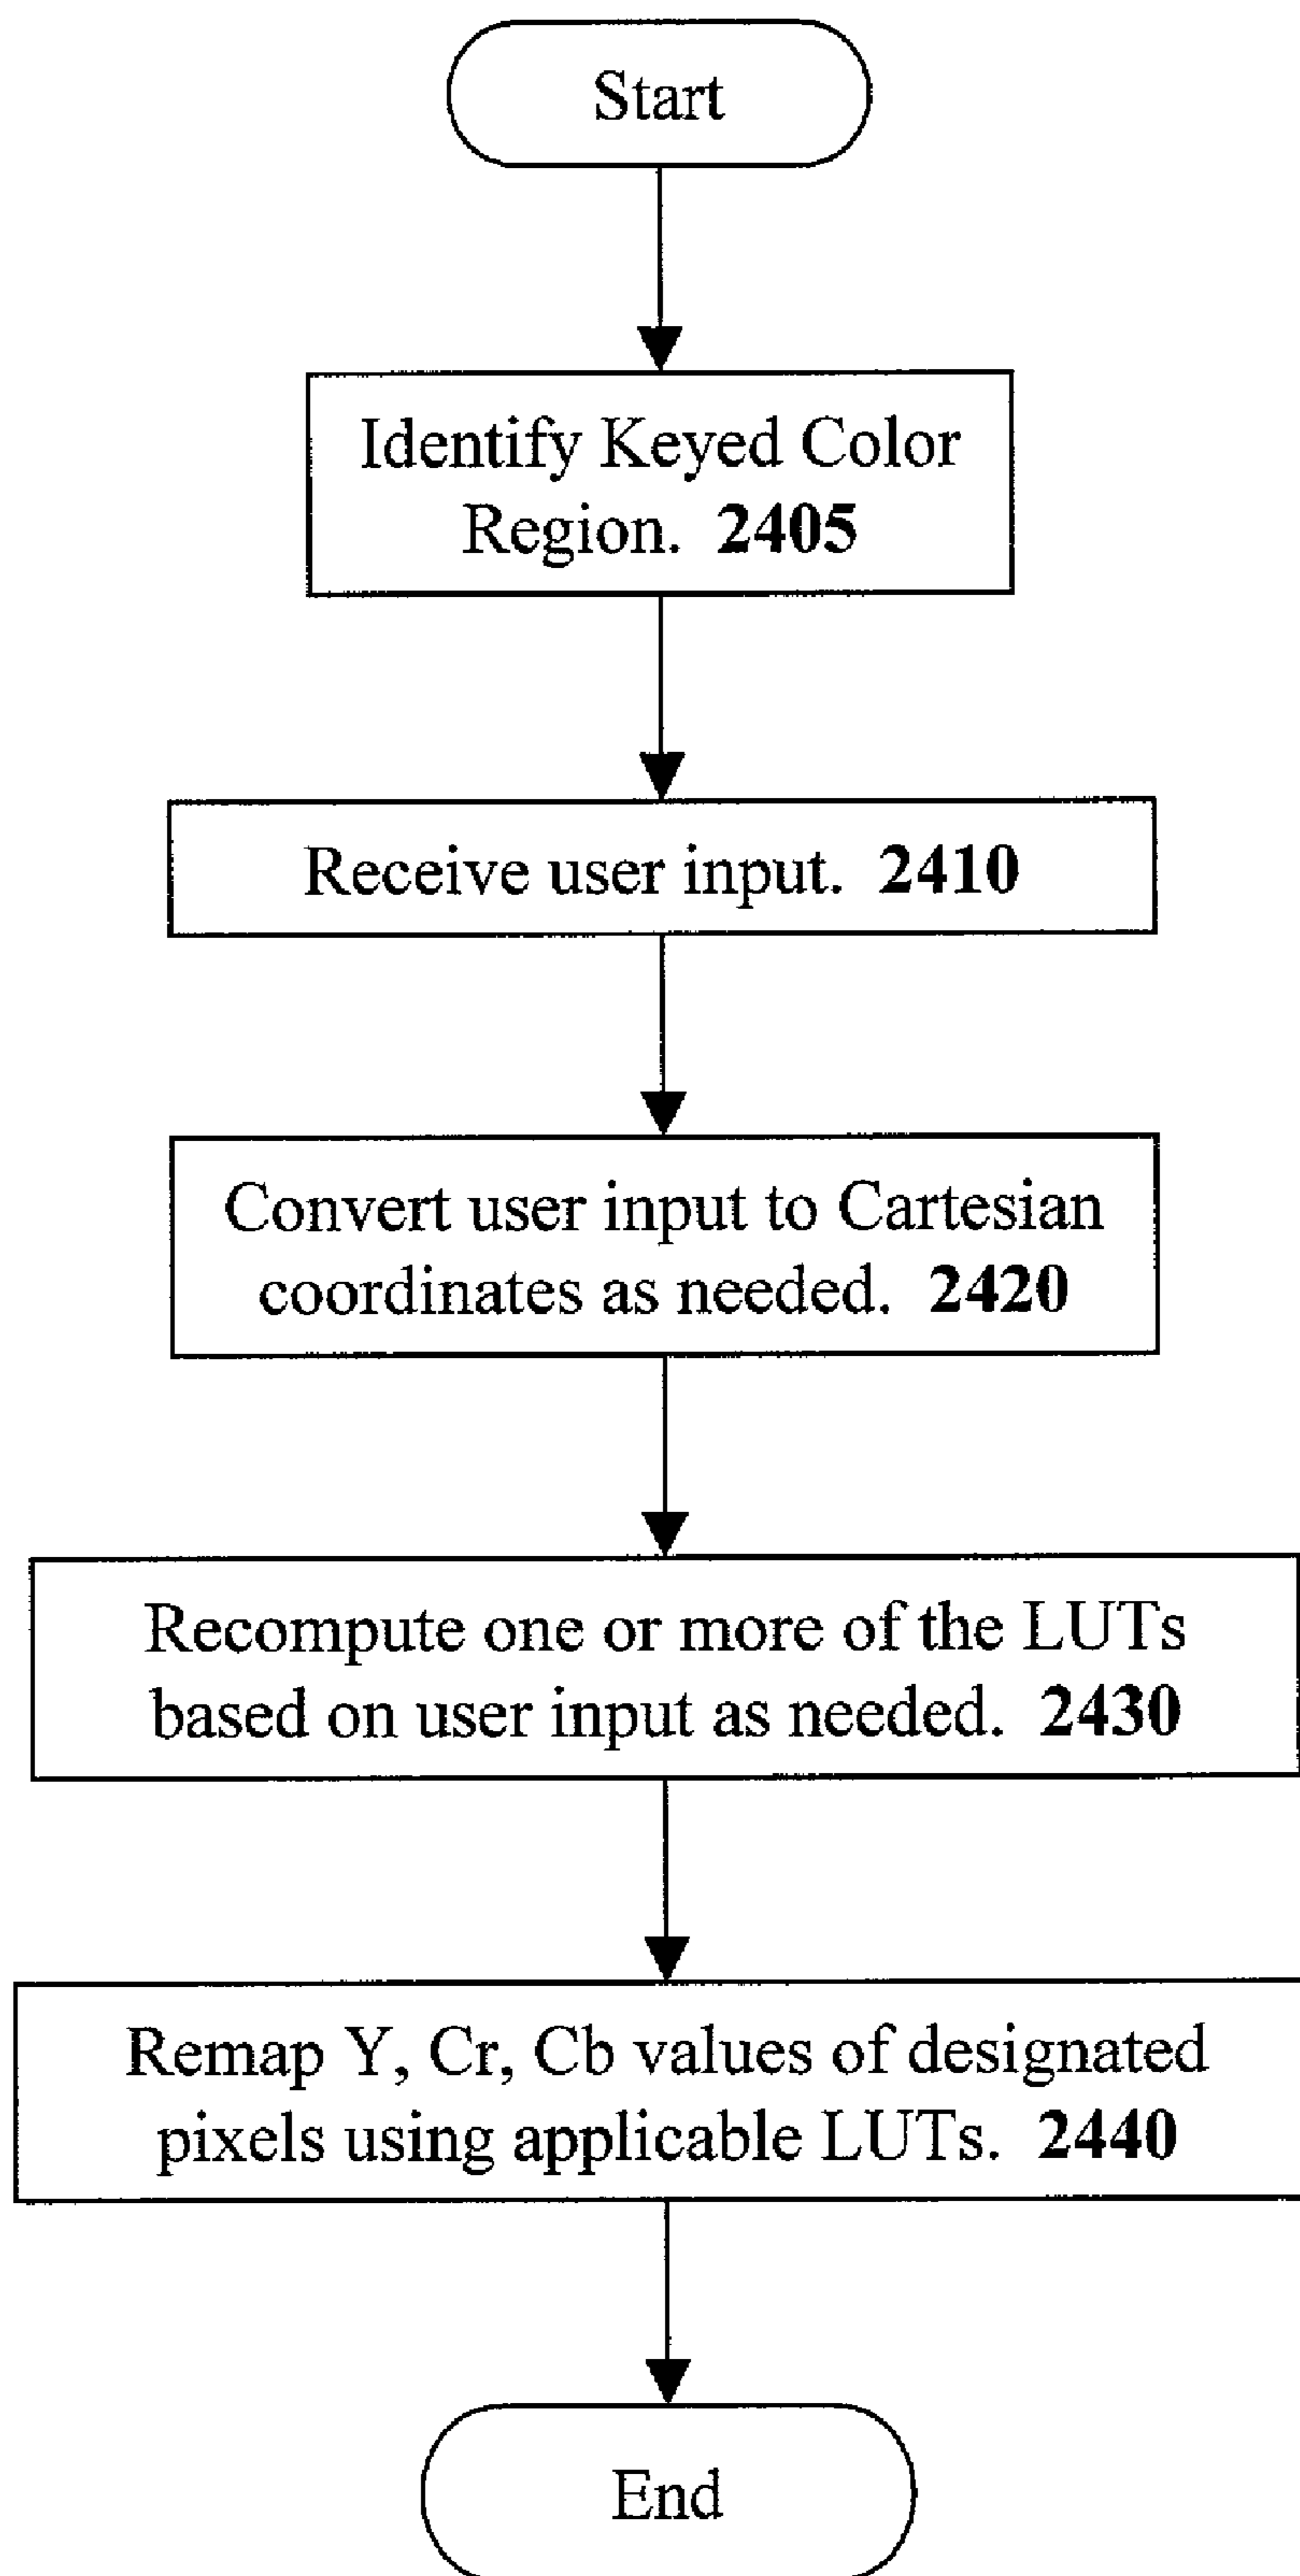 Start
Identify Keyed Color
Region. 2405
Receive user input. 2410
Convert user input to Cartesian
coordinates as needed. 2420
Recompute one or more of the LUTs
based on user input as needed. 2430
Remap Y, Cr, Cb values of designated
pixels using applicable LUTs. 2440
End